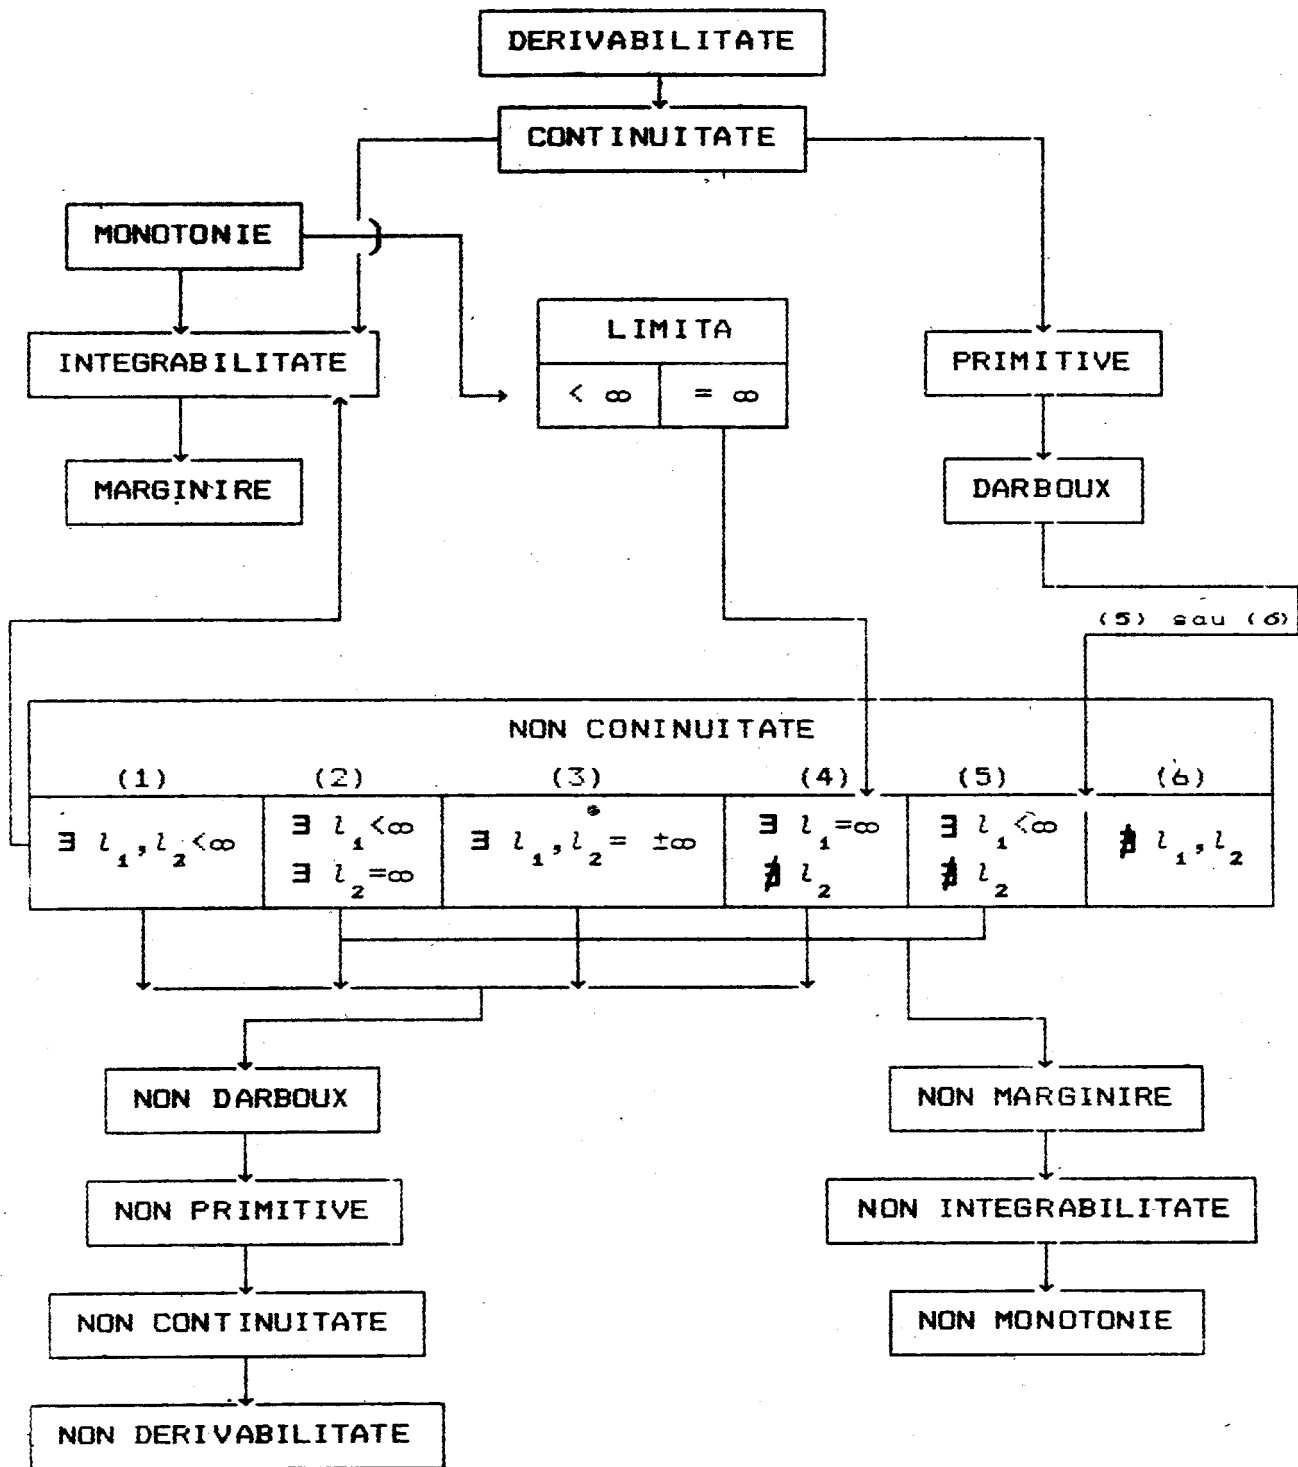 DERIVABILITATE
CONTINUITATE
MONOTONIE
LIMITA
INTEGRABILITATE
PRIMITIVE
< ∞ = ∞
MARGINIRE
DARBOUX
(5) sau (6)
NON CONINUITATE
(1) (2) (3) (4) (5) (6)
∃ l₁,l₂<∞
∃ l₁<∞
∃ l₂=∞
∃ l₁,l₂= ±∞
∃ l₁=∞
∄ l₂
∃ l₁<∞
∄ l₂
∄ l₁,l₂
NON DARBOUX
NON MARGINIRE
NON PRIMITIVE
NON INTEGRABILITATE
NON CONTINUITATE
NON MONOTONIE
NON DERIVABILITATE